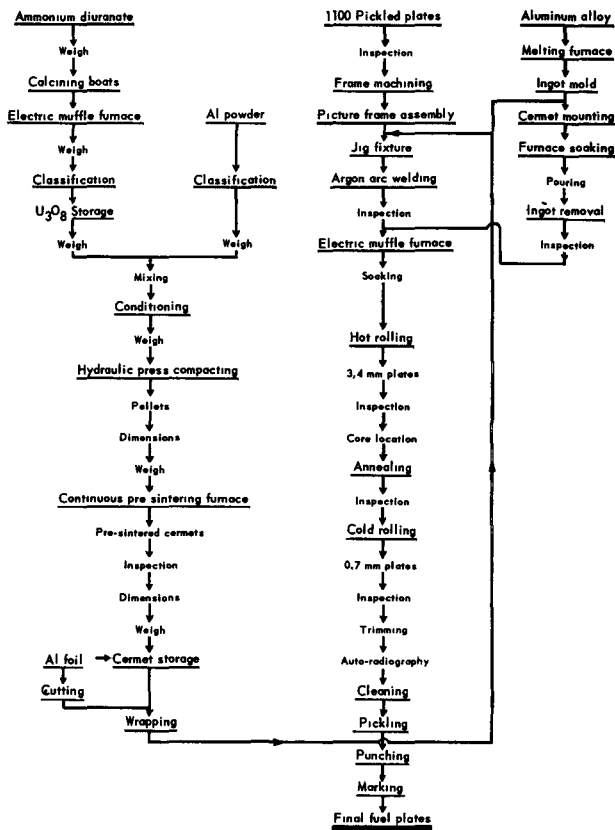 Ammonium diuranate
Weigh
Calcining boats
Electric muffle furnace
Weigh
Classification
U3O8 Storage
Weigh
Al powder
Classification
Weigh
Mixing
Conditioning
Weigh
Hydraulic press compacting
Pellets
Dimensions
Weigh
Continuous pre sintering furnace
Pre-sintered cermets
Inspection
Dimensions
Weigh
Cermet storage
Al foil
Cutting
Wrapping
1100 Pickled plates
Inspection
Frame machining
Picture frame assembly
Jig fixture
Argon arc welding
Inspection
Electric muffle furnace
Soaking
Hot rolling
3,4 mm plates
Inspection
Core location
Annealing
Inspection
Cold rolling
0,7 mm plates
Inspection
Trimming
Auto-radiography
Cleaning
Pickling
Punching
Marking
Final fuel plates
Aluminum alloy
Melting furnace
Ingot mold
Cermet mounting
Furnace soaking
Pouring
Ingot removal
Inspection